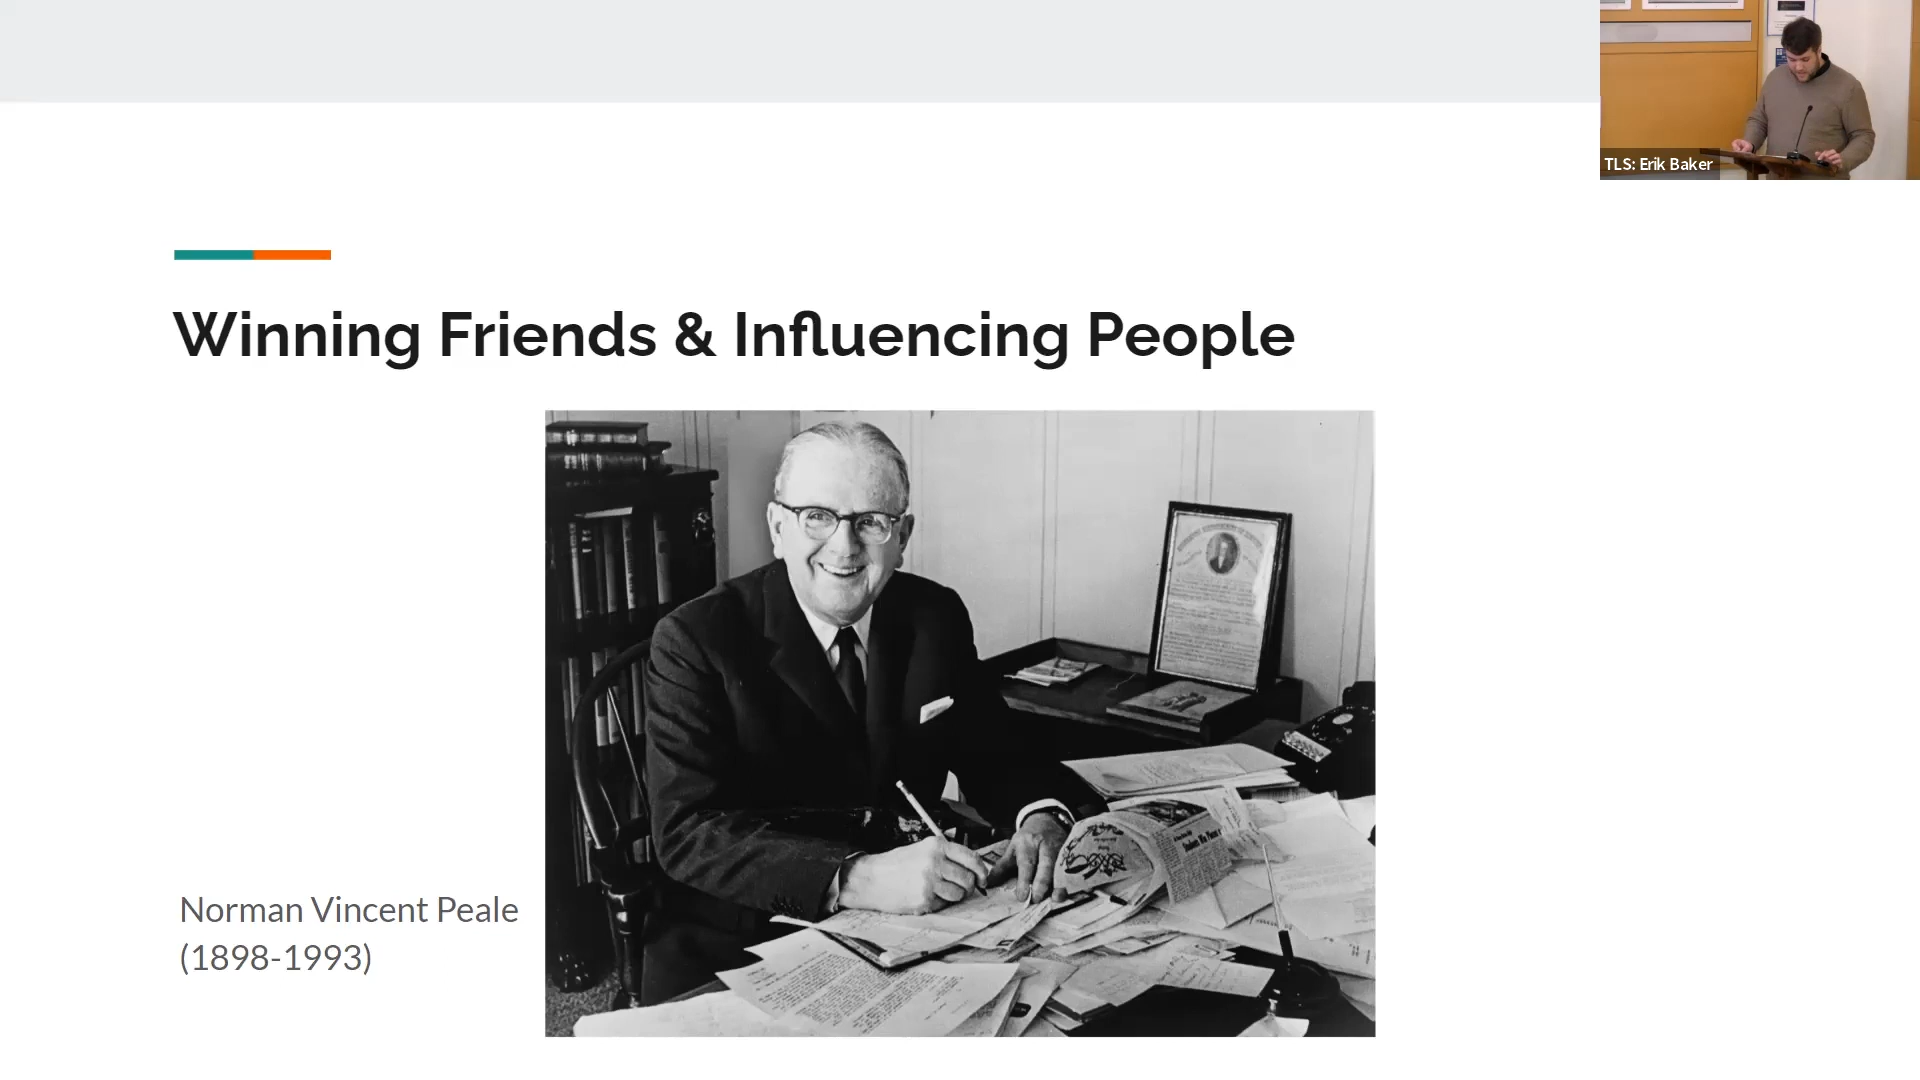 TLS: Erik Baker
Winning Friends & Influencing People
Norman Vincent Peale
(1898-1993)